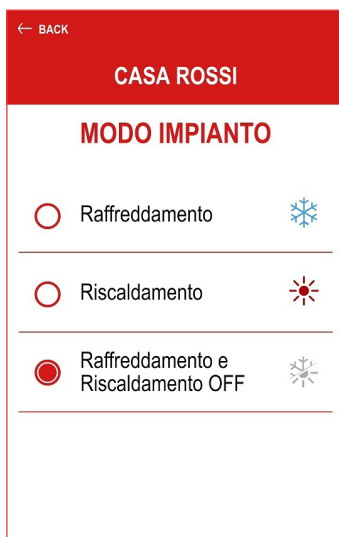 ← BACK
CASA ROSSI
MODO IMPIANTO
Raffreddamento
Riscaldamento
Raffreddamento e
Riscaldamento OFF